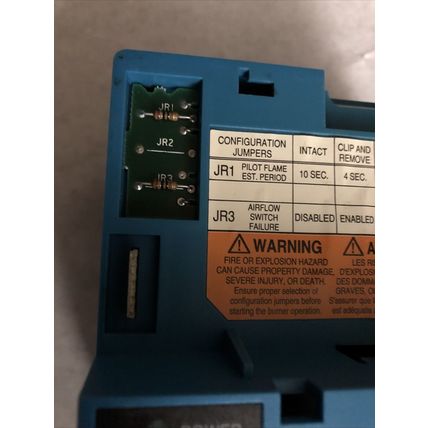 JR1
JR2
JR3
CONFIGURATION JUMPERS INTACT CLIP AND REMOVE
JR1 PILOT FLAME EST. PERIOD 10 SEC. 4 SEC.
JR3 AIRFLOW SWITCH FAILURE DISABLED ENABLED
WARNING
FIRE OR EXPLOSION HAZARD
CAN CAUSE PROPERTY DAMAGE,
SEVERE INJURY, OR DEATH.
Ensure proper selection of
configuration jumpers before
starting the burner operation.
A
LES RIS
D'EXPLOSI
DES DOMMA
GRAVES, OU
S'assurer que l
est adéquate a
POWER